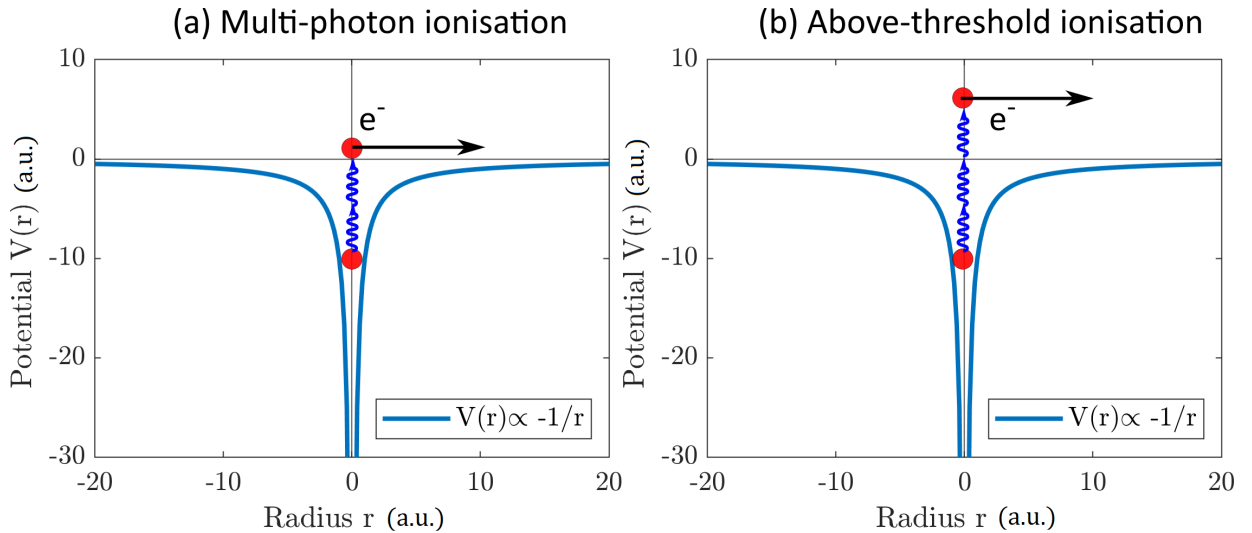 (a) Multi-photon ionisation
10
0
-10
-20
-30
-20
-10
0
10
20
Potential V(r) (a.u.)
Radius r (a.u.)
e-
V(r)∝ -1/r
(b) Above-threshold ionisation
10
0
-10
-20
-30
-20
-10
0
10
20
Potential V(r) (a.u.)
Radius r (a.u.)
e-
V(r)∝ -1/r